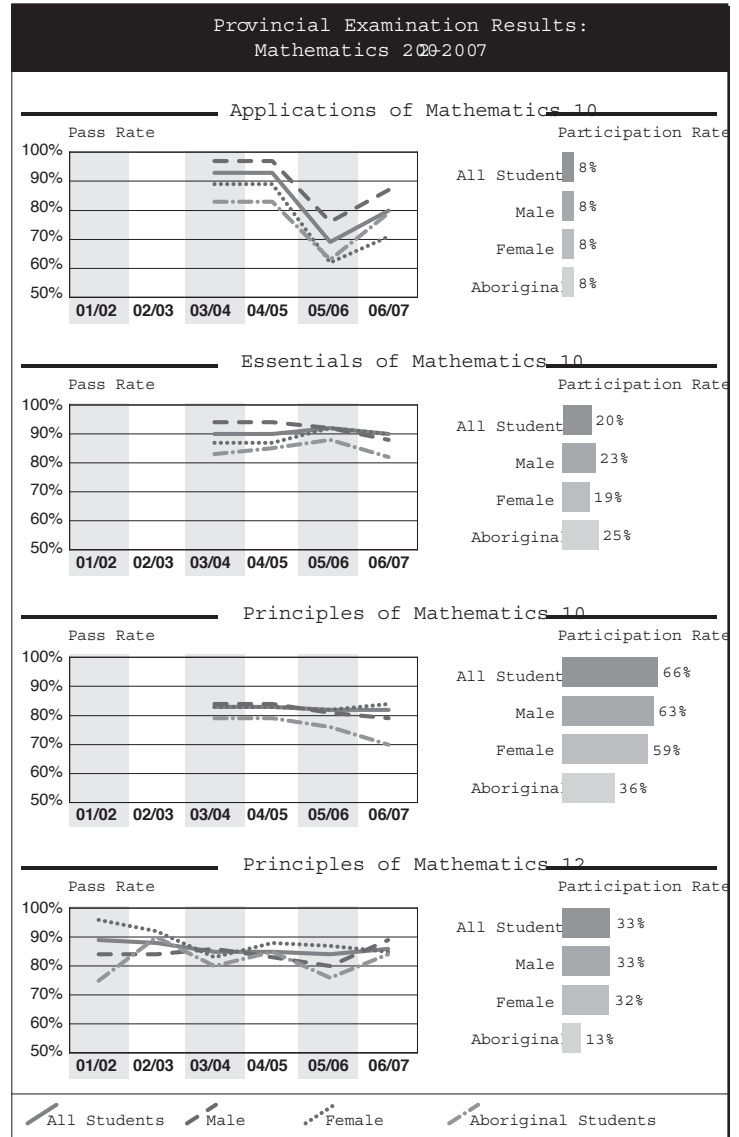 Provincial Examination Results:
Mathematics 2002-2007
Applications of Mathematics 10
Pass Rate
Participation Rate
100%
90%
80%
70%
60%
50%
01/02 02/03 03/04 04/05 05/06 06/07
All Student 8%
Male 8%
Female 8%
Aboriginal 8%
Essentials of Mathematics 10
Pass Rate
Participation Rate
100%
90%
80%
70%
60%
50%
01/02 02/03 03/04 04/05 05/06 06/07
All Student 20%
Male 23%
Female 19%
Aboriginal 25%
Principles of Mathematics 10
Pass Rate
Participation Rate
100%
90%
80%
70%
60%
50%
01/02 02/03 03/04 04/05 05/06 06/07
All Student 66%
Male 63%
Female 59%
Aboriginal 36%
Principles of Mathematics 12
Pass Rate
Participation Rate
100%
90%
80%
70%
60%
50%
01/02 02/03 03/04 04/05 05/06 06/07
All Student 33%
Male 33%
Female 32%
Aboriginal 13%
All Students Male Female Aboriginal Students